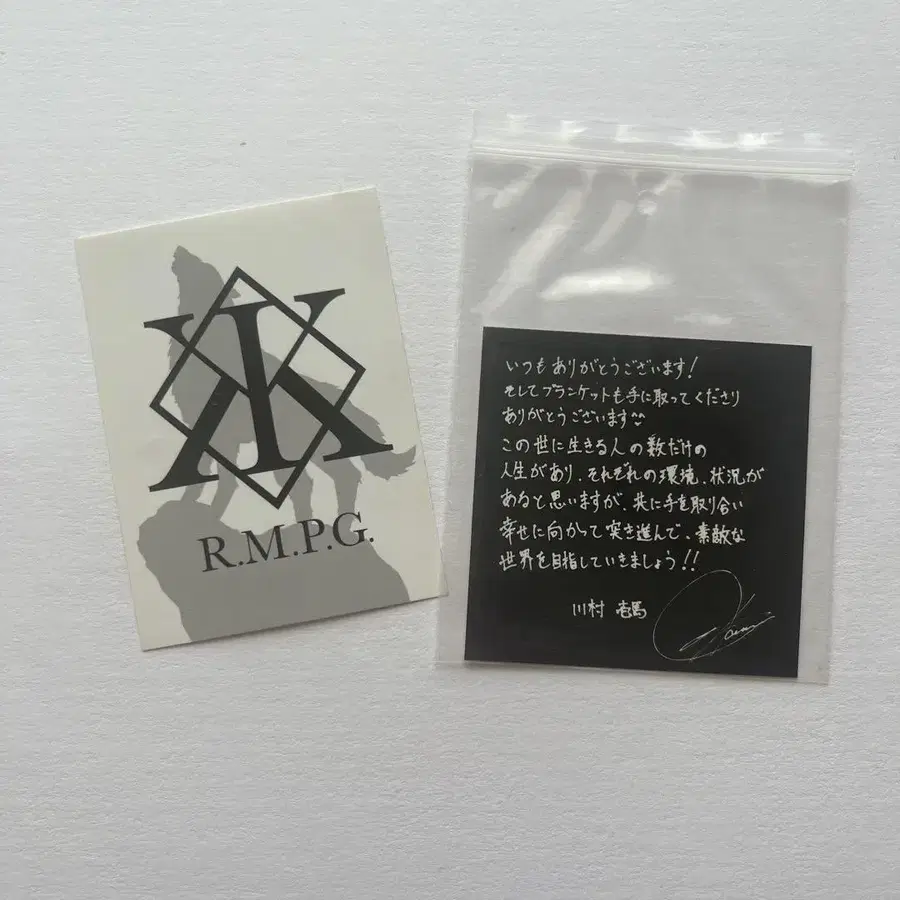 R.M.P.G.
いつもありがとうございます!
そしてブランケットも手に取ってくださり
ありがとうございます
この世に生きる人の数だけの
人生があり、それぞれの環境、状況が
あると思いますが、共に手を取り合い
幸せに向かって突き進んで、素敵な
世界を目指していきましょう!!
川村 壱馬